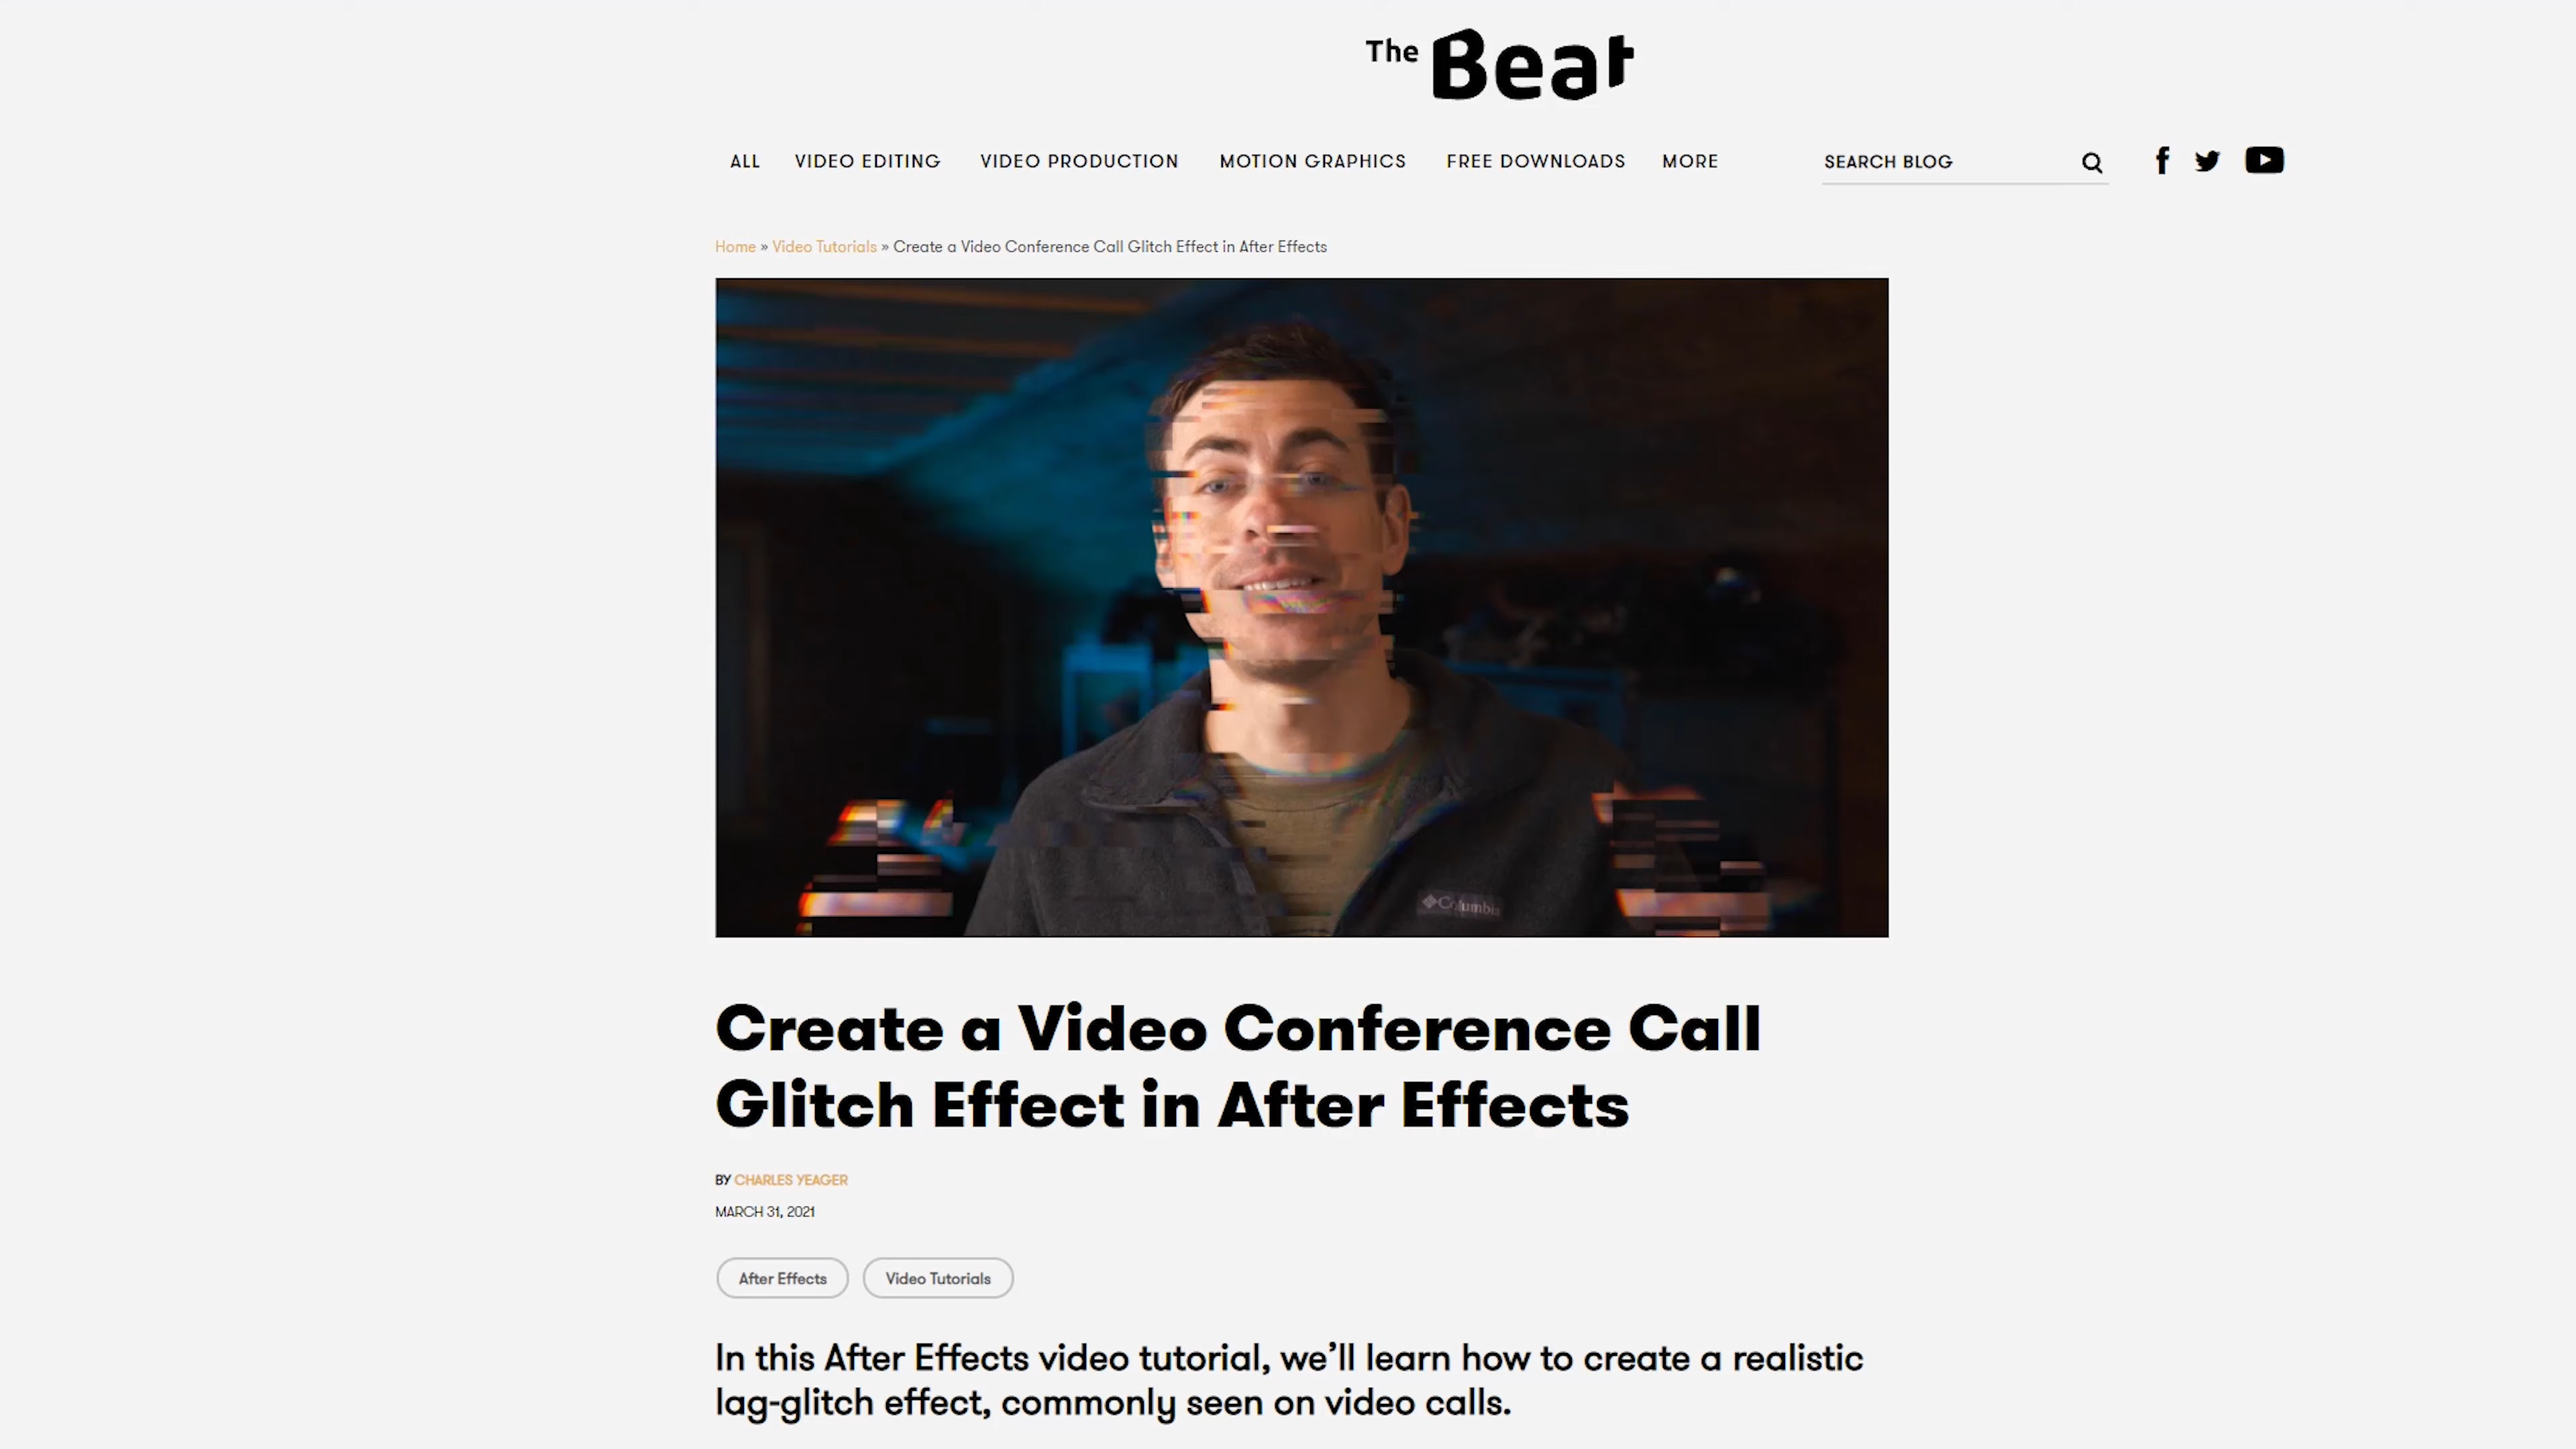 The Beat
ALL VIDEO EDITING VIDEO PRODUCTION MOTION GRAPHICS FREE DOWNLOADS MORE SEARCH BLOG
Home » Video Tutorials » Create a Video Conference Call Glitch Effect in After Effects
Columbia
Create a Video Conference Call
Glitch Effect in After Effects
BY CHARLES YEAGER
MARCH 31, 2021
After Effects Video Tutorials
In this After Effects video tutorial, we’ll learn how to create a realistic
lag-glitch effect, commonly seen on video calls.